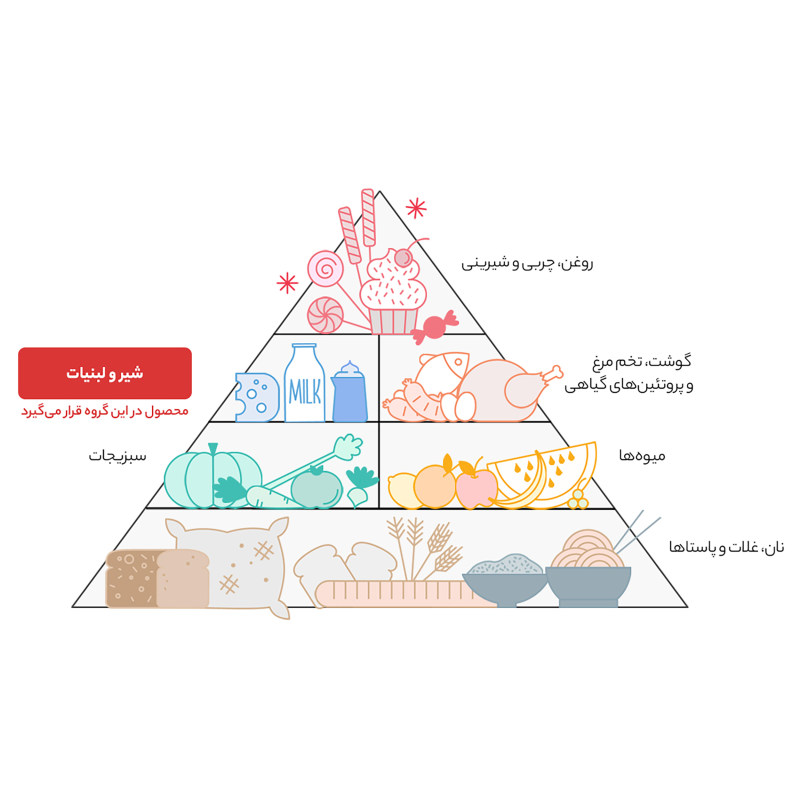 روغن، چربی و شیرینی
گوشت، تخم مرغ
و پروتئین‌های گیاهی
شیر و لبنیات
محصول در این گروه قرار می‌گیرد
MILK
میوه‌ها
سبزیجات
نان، غلات و پاستاها